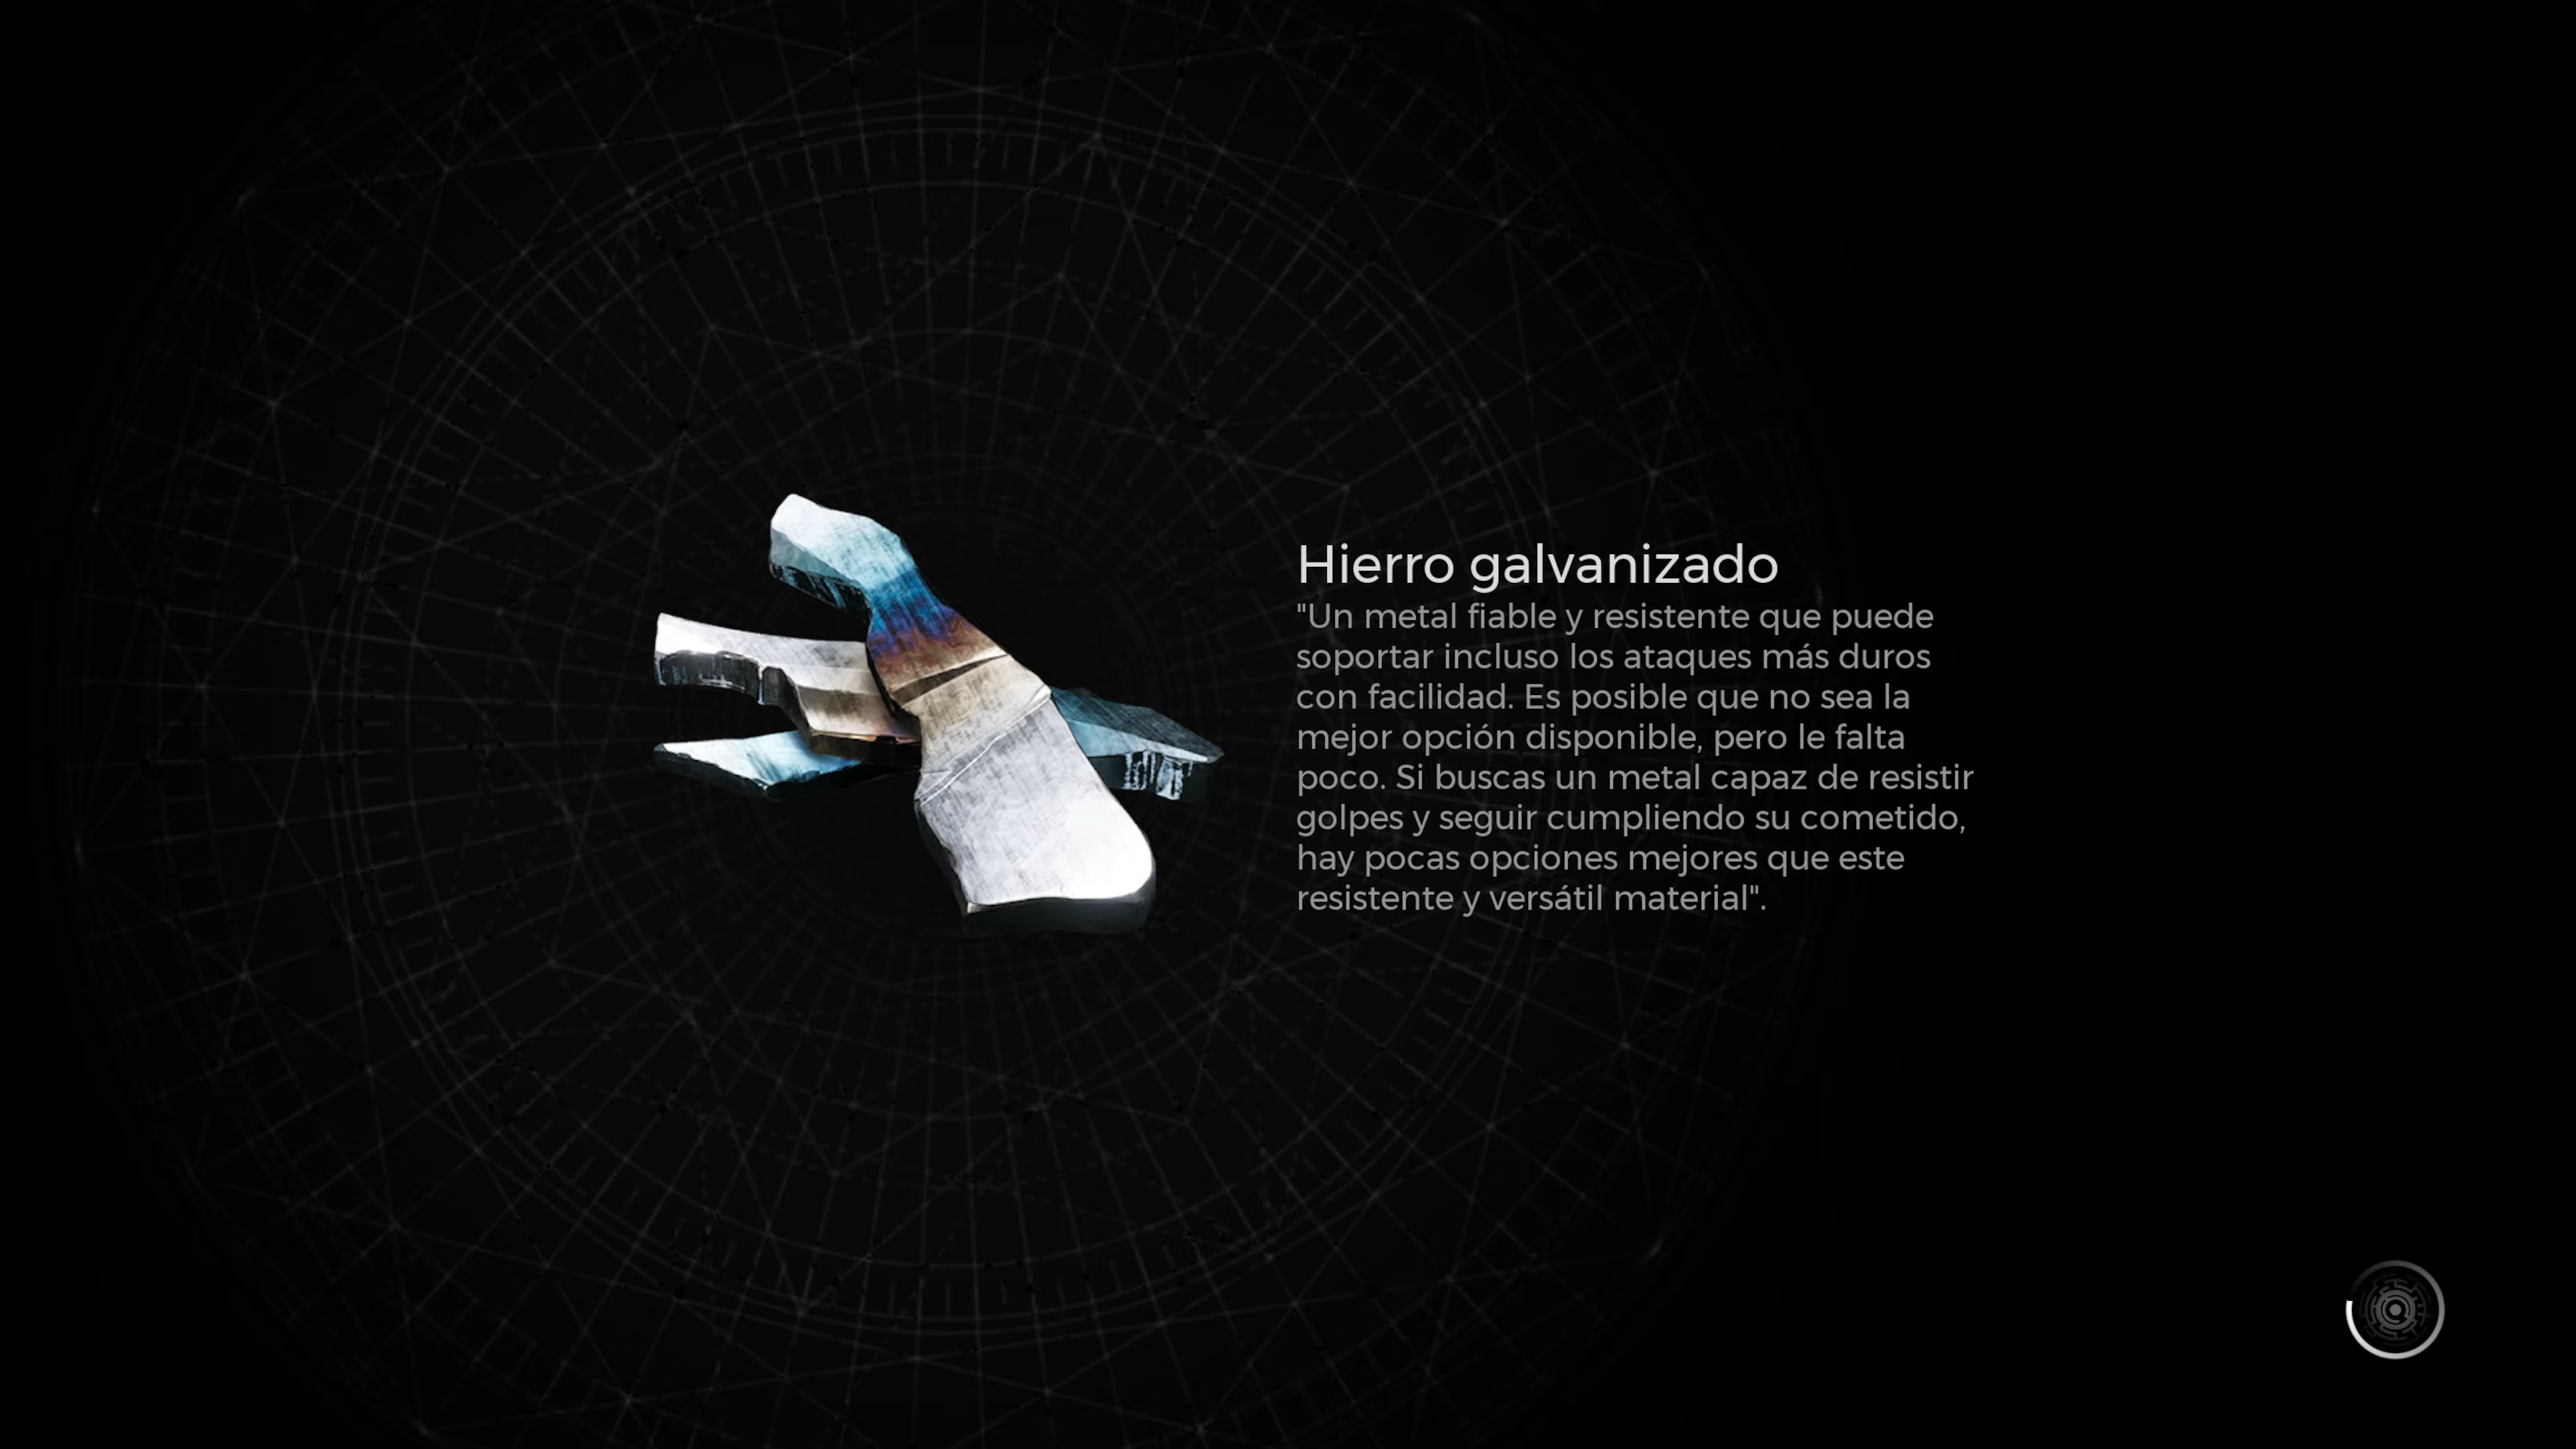 Hierro galvanizado
"Un metal fiable y resistente que puede
soportar incluso los ataques más duros
con facilidad. Es posible que no sea la
mejor opción disponible, pero le falta
poco. Si buscas un metal capaz de resistir
golpes y seguir cumpliendo su cometido,
hay pocas opciones mejores que este
resistente y versátil material".